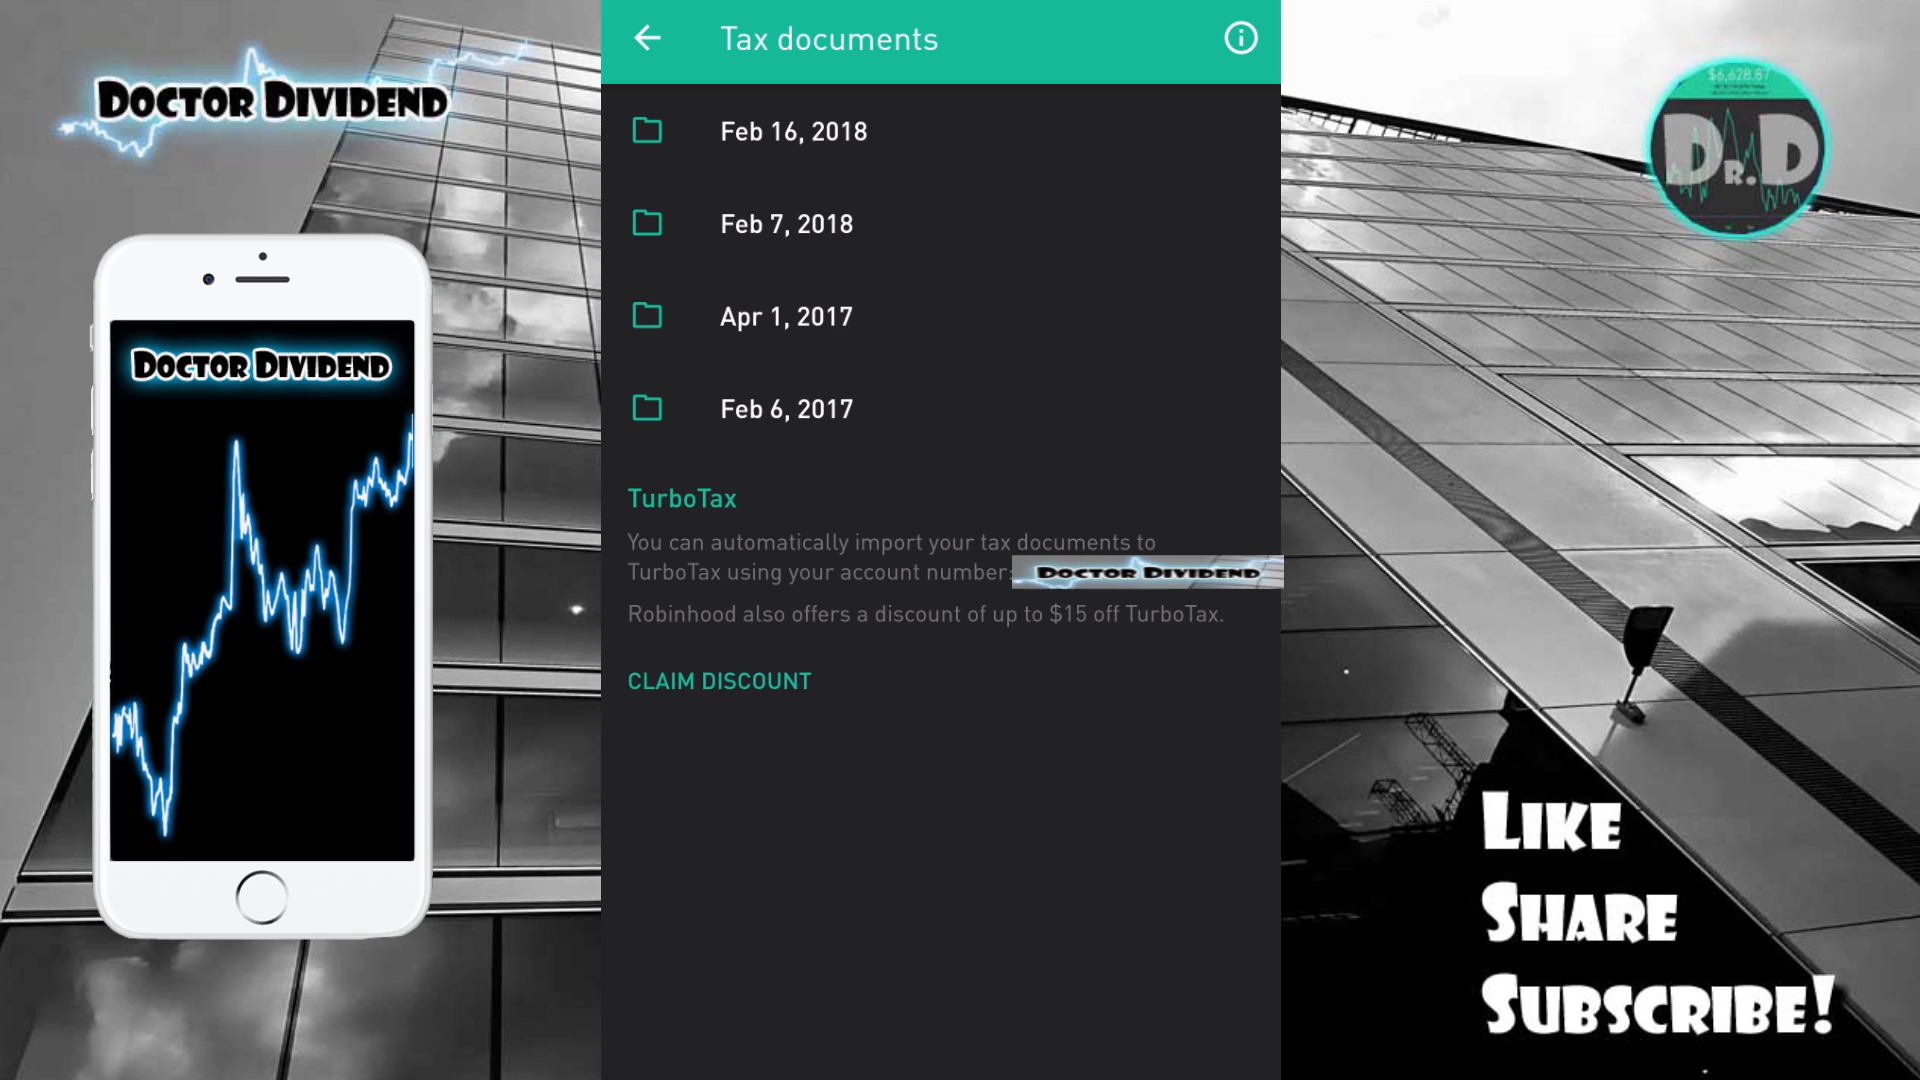 DOCTOR DIVIDEND
DOCTOR DIVIDEND
Tax documents
Feb 16, 2018
Feb 7, 2018
Apr 1, 2017
Feb 6, 2017
TurboTax
You can automatically import your tax documents to
TurboTax using your account number:
DOCTOR DIVIDEND
Robinhood also offers a discount of up to $15 off TurboTax.
CLAIM DISCOUNT
$6,628.87
DR.D
LIKE
SHARE
SUBSCRIBE!